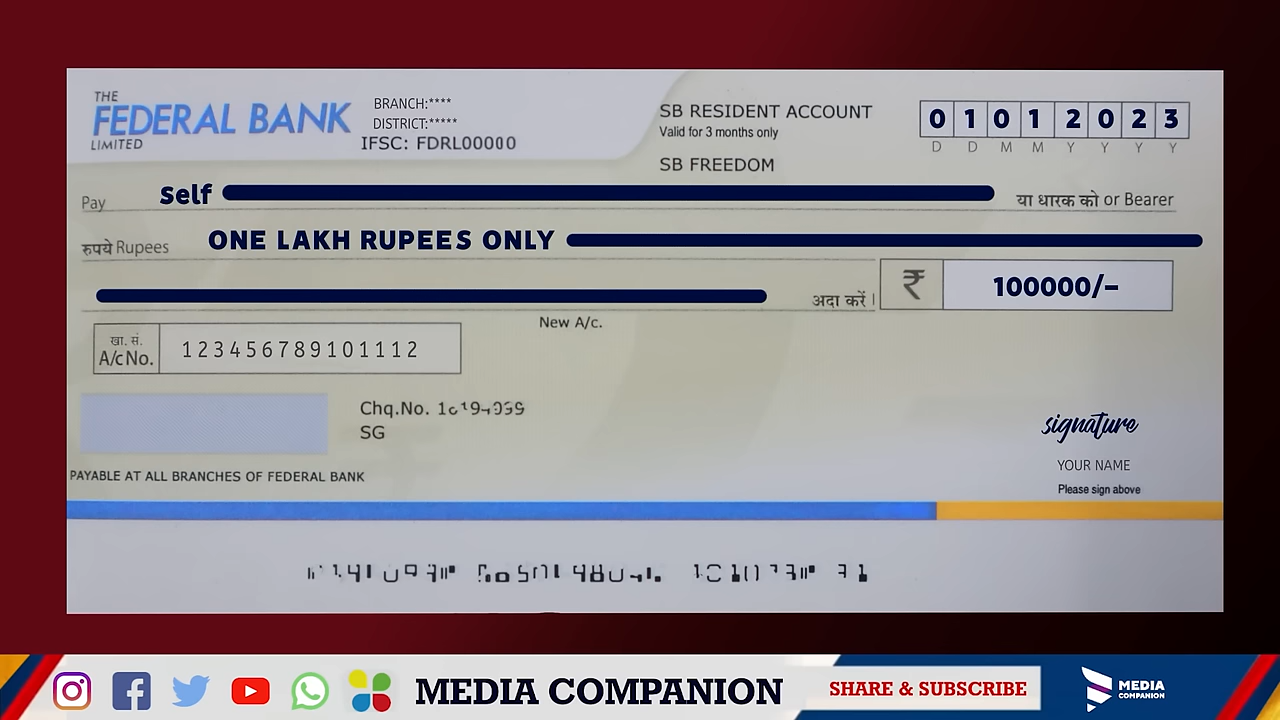 THE
FEDERAL BANK
LIMITED
BRANCH:****
DISTRICT:*****
IFSC: FDRL00000
SB RESIDENT ACCOUNT
Valid for 3 months only
SB FREEDOM
0 1 0 1 2 0 2 3
D D M M Y Y Y Y
Pay Self या धारक को or Bearer
रुपये Rupees ONE LAKH RUPEES ONLY
अदा करें। ₹ 100000/-
New A/c.
खा. सं.
A/c No. 123456789101112
Chq.No.
SG
signature
YOUR NAME
Please sign above
PAYABLE AT ALL BRANCHES OF FEDERAL BANK
MEDIA COMPANION
SHARE & SUBSCRIBE
MEDIA
COMPANION